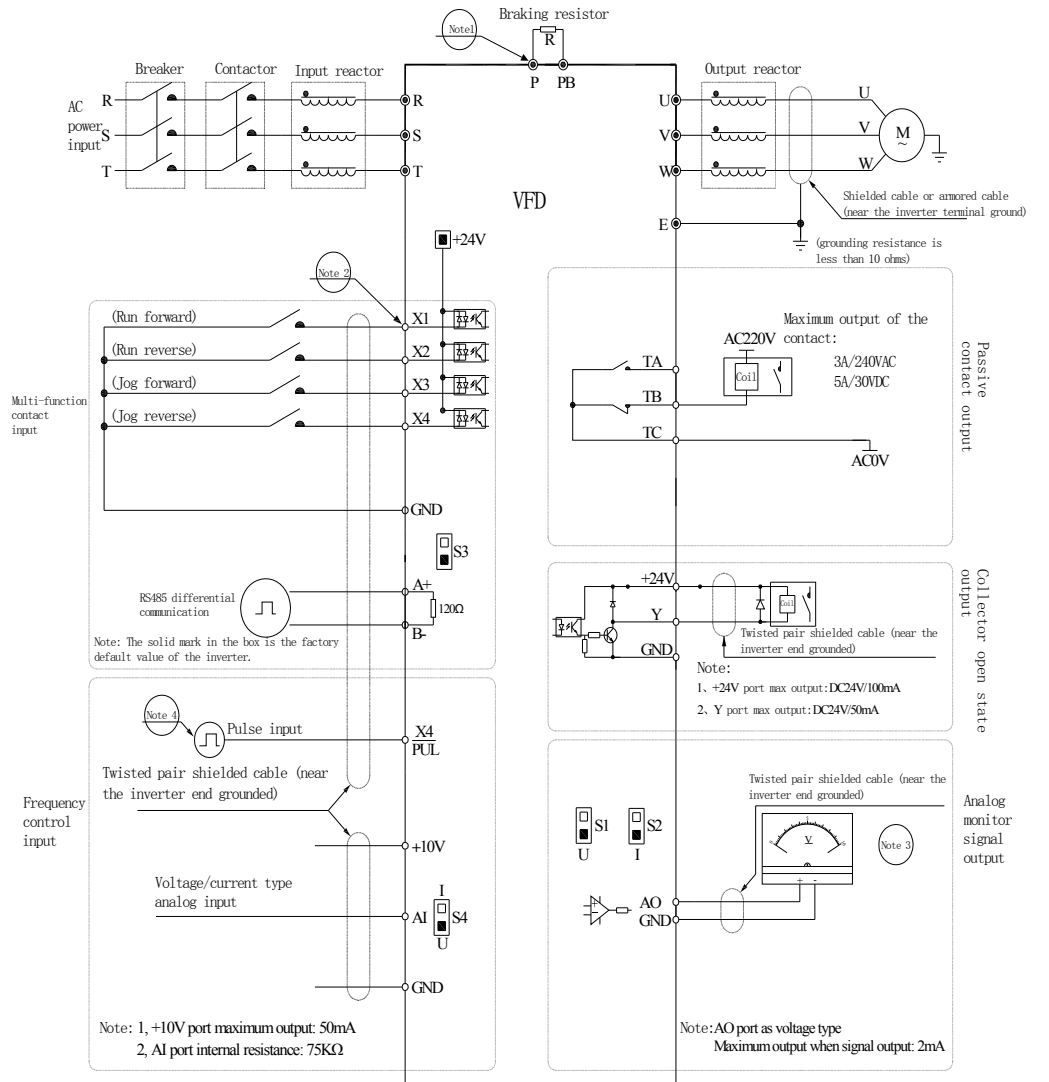 Braking resistor
Note1
R
P PB
Breaker Contactor Input reactor
Output reactor
AC
power
input
R
S
T
R
S
T
U
V
W
U
V
W
M
~
VFD
E
Shielded cable or armored cable
(near the inverter terminal ground)
(grounding resistance is
less than 10 ohms)
+24V
Note 2
Multi-function
contact
input
(Run forward)
X1
(Run reverse)
X2
(Jog forward)
X3
(Jog reverse)
X4
GND
S3
RS485 differential
communication
A+
120Ω
B-
Note: The solid mark in the box is the factory
default value of the inverter.
Passive
contact output
Maximum output of the
contact:
3A/240VAC
5A/30VDC
AC220V
Coil
TA
TB
TC
AC0V
Collector open state
output
+24V
Y
GND
Coil
Twisted pair shielded cable (near the
inverter end grounded)
Note:
1、+24V port max output:DC24V/100mA
2、Y port max output:DC24V/50mA
Frequency
control
input
Note 4
Pulse input
X4
PUL
Twisted pair shielded cable (near
the inverter end grounded)
+10V
Voltage/current type
analog input
AI
I
S4
U
GND
Note: 1, +10V port maximum output: 50mA
2, AI port internal resistance: 75KΩ
Analog
monitor
signal
output
Twisted pair shielded cable (near the
inverter end grounded)
S1
U
S2
I
V
+ -
Note 3
AO
GND
Note:AO port as voltage type
Maximum output when signal output: 2mA